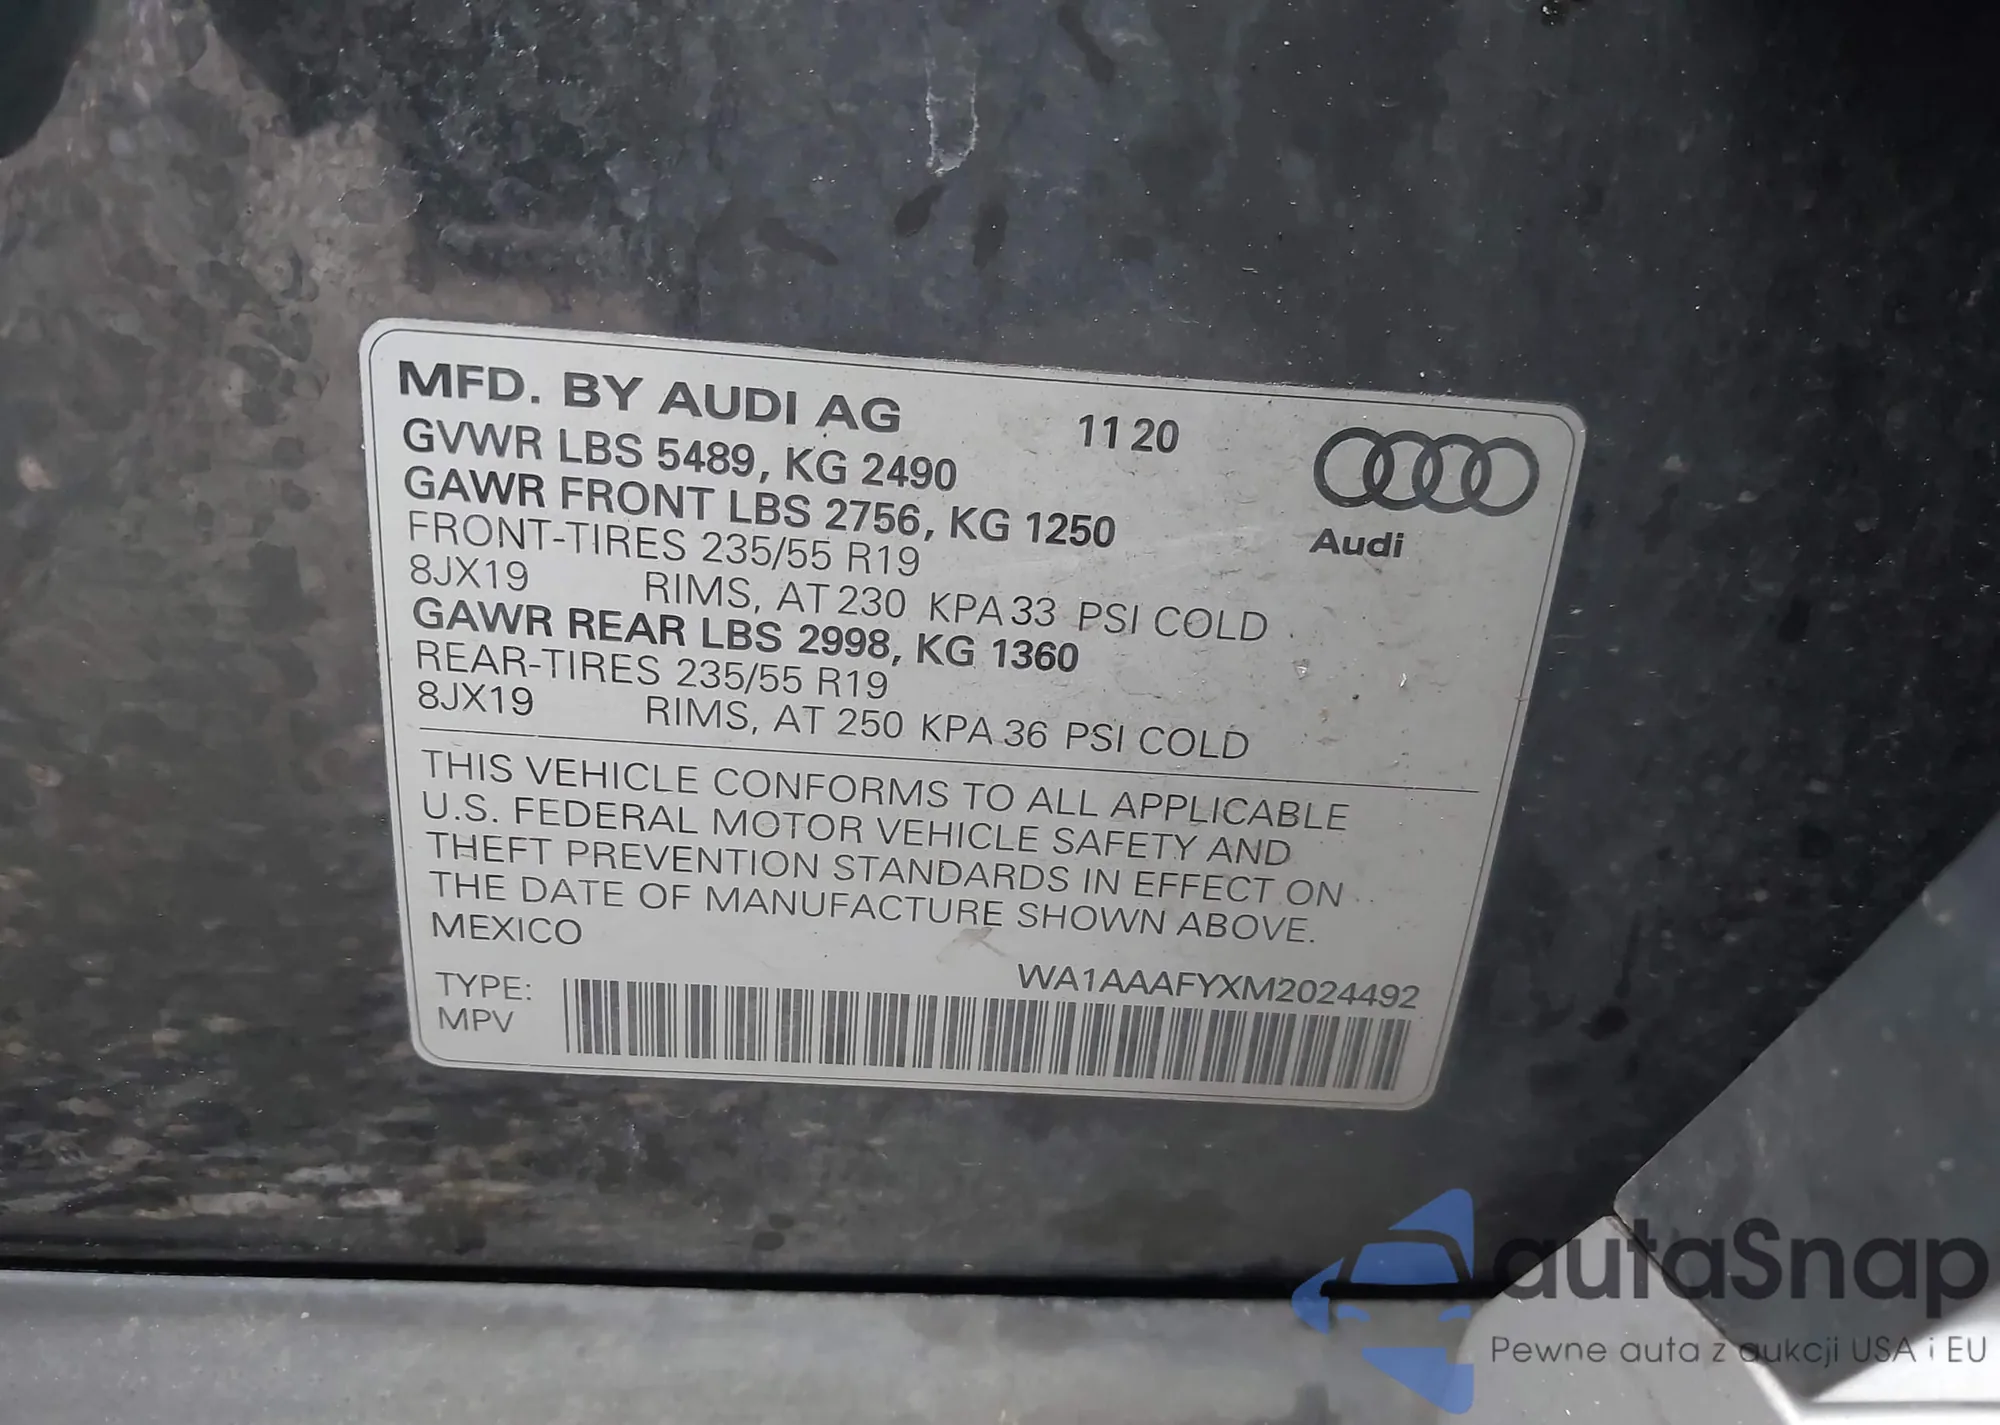 MFD. BY AUDI AG 11 20
GVWR LBS 5489, KG 2490
GAWR FRONT LBS 2756, KG 1250
Audi
FRONT-TIRES 235/55 R19
8JX19 RIMS, AT 230 KPA 33 PSI COLD
GAWR REAR LBS 2998, KG 1360
REAR-TIRES 235/55 R19
8JX19 RIMS, AT 250 KPA 36 PSI COLD
THIS VEHICLE CONFORMS TO ALL APPLICABLE
U.S. FEDERAL MOTOR VEHICLE SAFETY AND
THEFT PREVENTION STANDARDS IN EFFECT ON
THE DATE OF MANUFACTURE SHOWN ABOVE.
MEXICO
WA1AAAFYXM2024492
TYPE:
MPV
autaSnap
Pewne auta z aukcji USA i EU